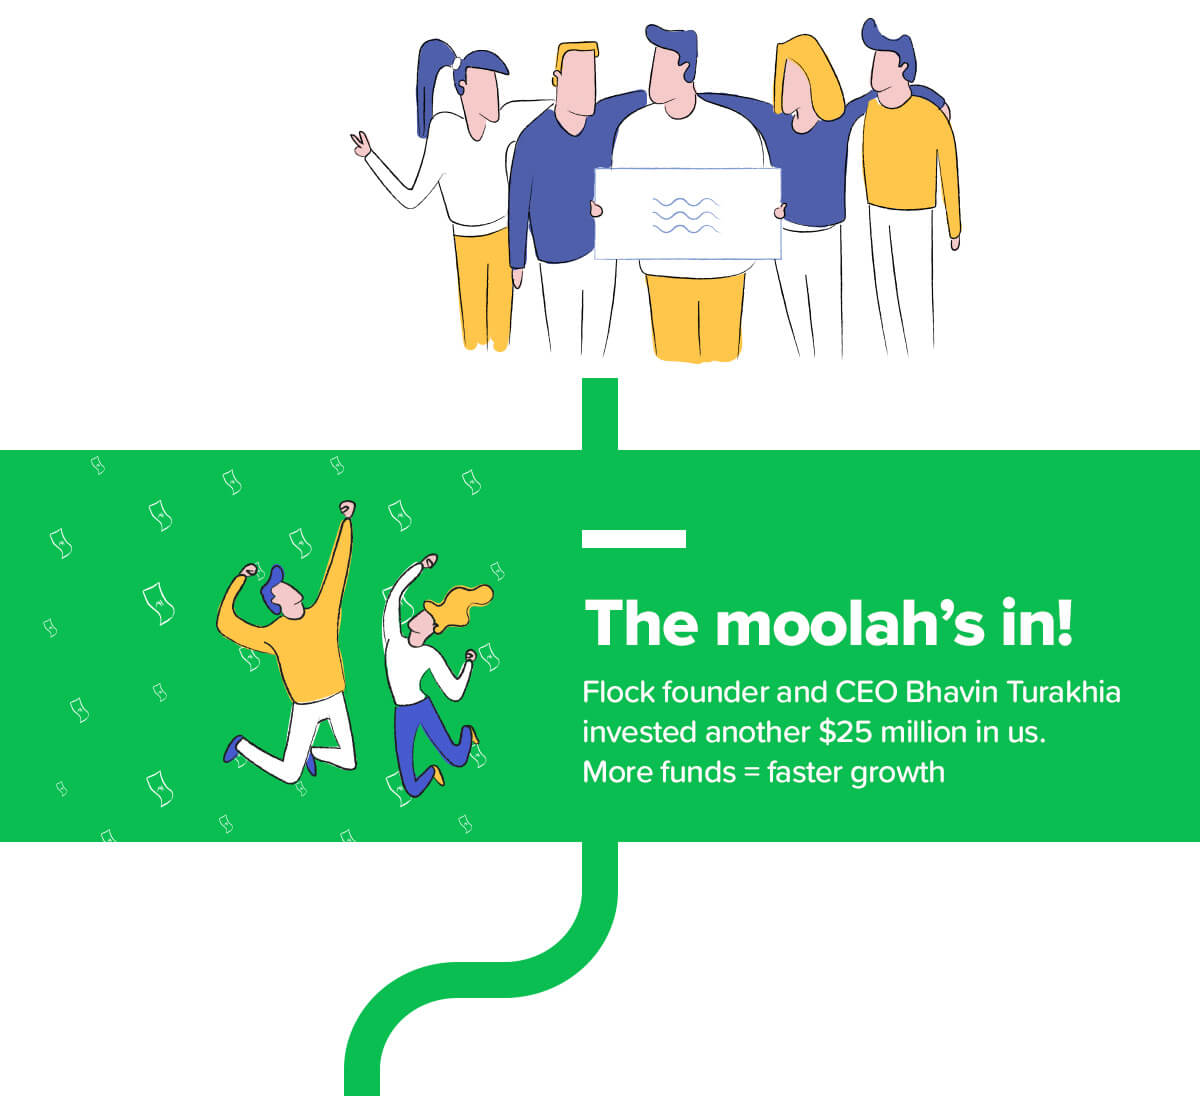 The moolah’s in!
Flock founder and CEO Bhavin Turakhia
invested another $25 million in us.
More funds = faster growth